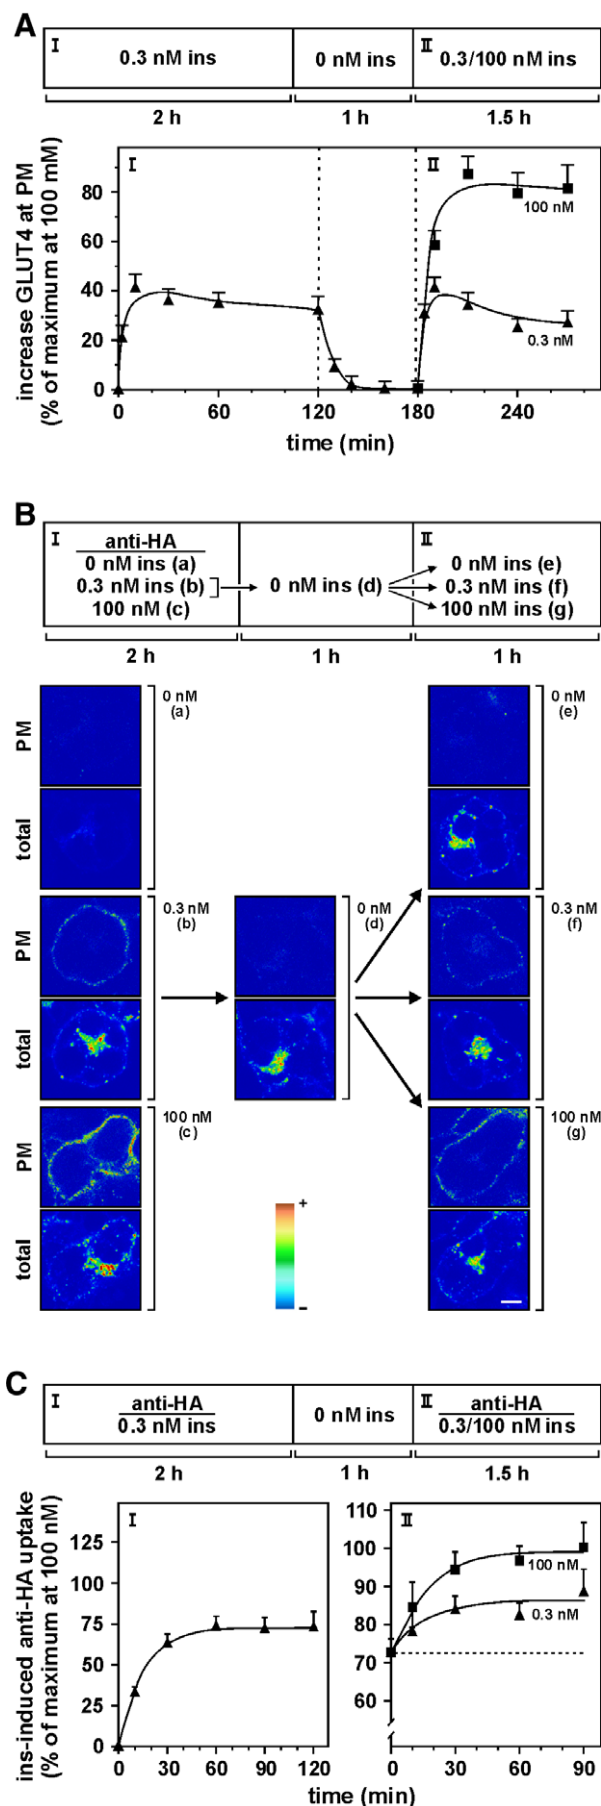 A
I
0.3 nM ins
0 nM ins
II
0.3/100 nM ins
2 h
1 h
1.5 h
increase GLUT4 at PM
(% of maximum at 100 mM)
80
60
40
20
0
I
II
100 nM
0.3 nM
0
60
120
180
240
time (min)
B
I
anti-HA
0 nM ins (a)
0.3 nM ins (b)
100 nM (c)
0 nM ins (d)
II
0 nM ins (e)
0.3 nM ins (f)
100 nM ins (g)
2 h
1 h
1 h
PM
total
0 nM
(a)
0 nM
(e)
PM
total
0.3 nM
(b)
0 nM
(d)
0.3 nM
(f)
PM
total
100 nM
(c)
100 nM
(g)
+
−
C
I
anti-HA
0.3 nM ins
0 nM ins
II
anti-HA
0.3/100 nM ins
2 h
1 h
1.5 h
ins-induced anti-HA uptake
(% of maximum at 100 nM)
125
100
75
50
25
0
I
0
30
60
90
120
110
100
90
80
70
60
II
100 nM
0.3 nM
0
30
60
90
time (min)